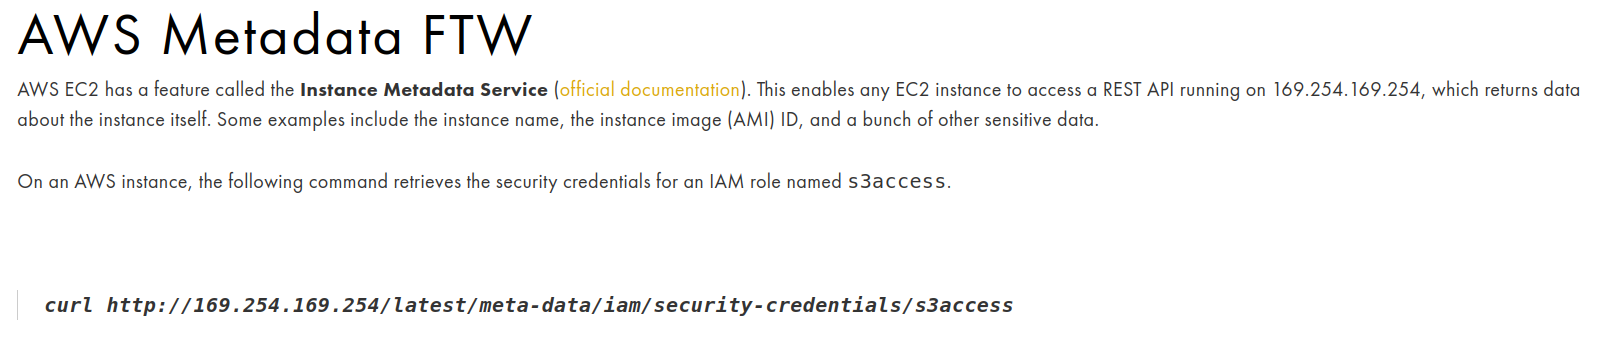 AWS Metadata FTW
AWS EC2 has a feature called the Instance Metadata Service (official documentation). This enables any EC2 instance to access a REST API running on 169.254.169.254, which returns data
about the instance itself. Some examples include the instance name, the instance image (AMI) ID, and a bunch of other sensitive data.
On an AWS instance, the following command retrieves the security credentials for an IAM role named s3access.
curl http://169.254.169.254/latest/meta-data/iam/security-credentials/s3access